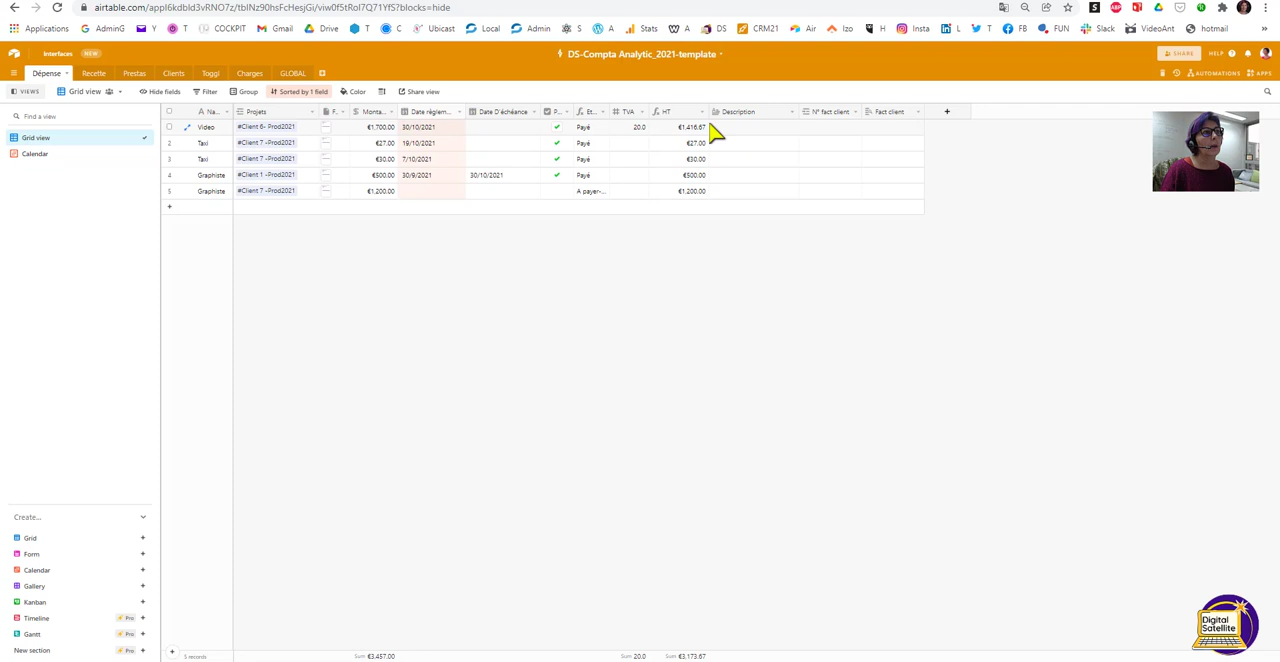 airtable.com/appI6kdbId3vRNO7z/tblNz90hsFcHesjGi/viw0f5tRoI7Q71YfS?blocks=hide
Applications AdminG Y T COCKPIT Gmail Drive T C Ubicast Local Admin S A Stats A DS CRM21 Air Izo H Insta L T FB FUN Slack VideoAnt hotmail »
Interfaces NEW DS-Compta Analytic_2021-template SHARE HELP
Dépense Recette Prestas Clients Toggl Charges GLOBAL AUTOMATIONS APPS
VIEWS Grid view Hide fields Filter Group Sorted by 1 field Color Share view
Find a view
Grid view
Calendar
Na... Projets F... Monta... Date réglem... Date D'échéance P... Et... TVA HT Description N° fact client Fact client +
Video #Client 6- Prod2021 €1,700.00 30/10/2021 Payé 20.0 €1,416.67
2 Taxi #Client 7 -Prod2021 €27.00 19/10/2021 Payé €27.00
3 Taxi #Client 7 -Prod2021 €30.00 7/10/2021 Payé €30.00
4 Graphiste #Client 1 -Prod2021 €500.00 30/9/2021 30/10/2021 Payé €500.00
5 Graphiste #Client 7 -Prod2021 €1,200.00 A payer-... €1,200.00
+
Create...
Grid +
Form +
Calendar +
Gallery +
Kanban +
Timeline Pro +
Gantt Pro +
New section Pro +
+ 5 records Sum €3,457.00 Sum 20.0 Sum €3,173.67
Digital
Satellite